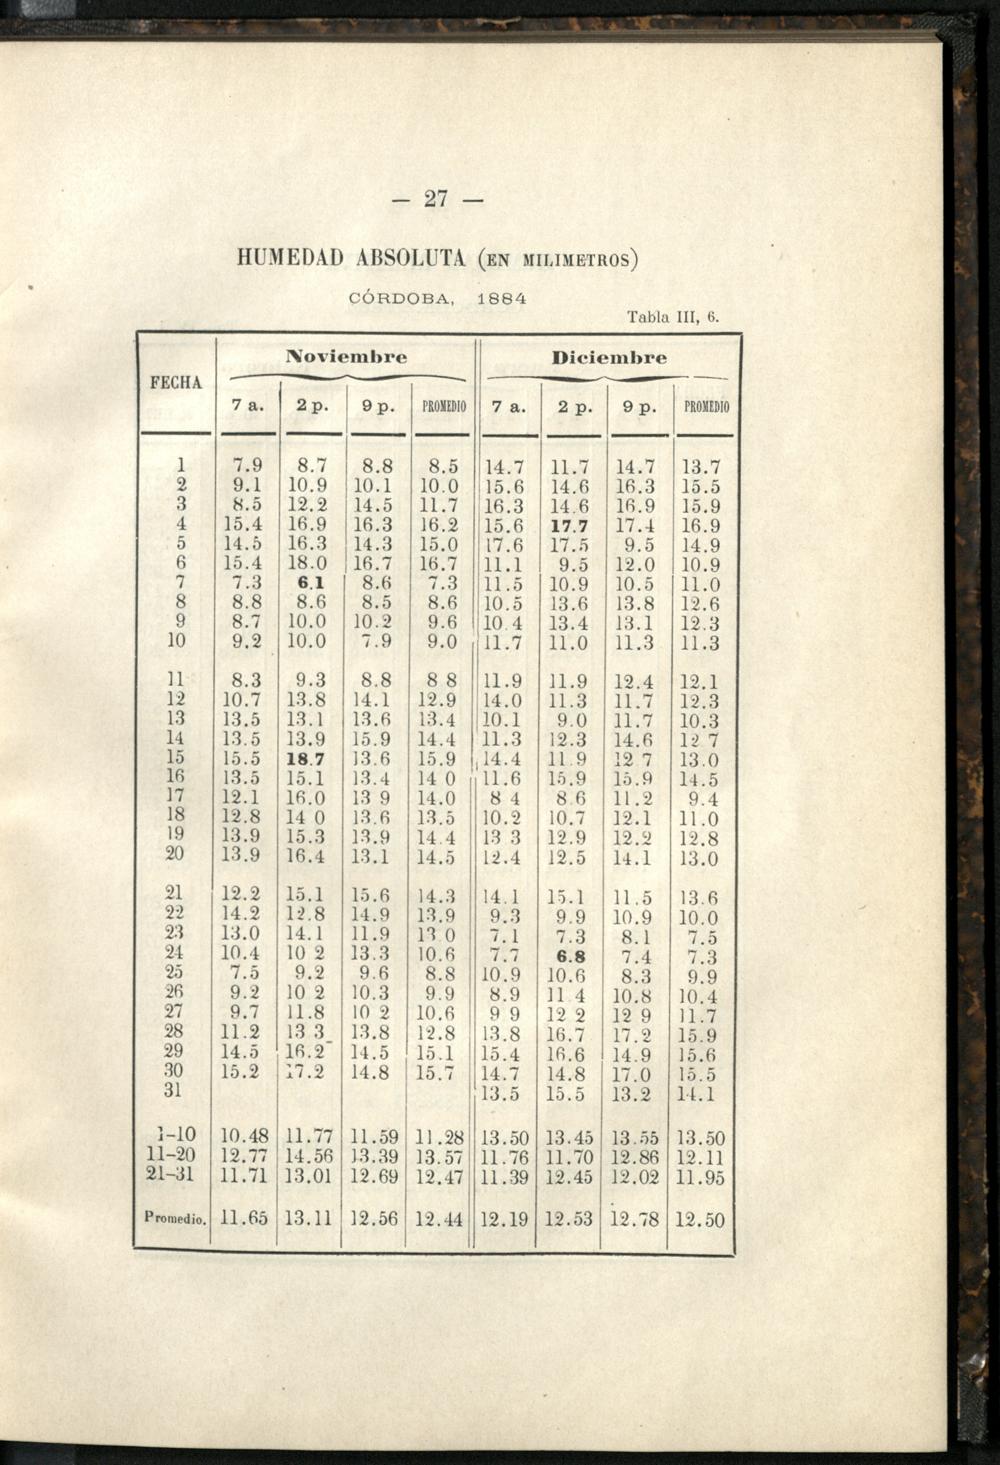 — 27 —
HUMEDAD ABSOLUTA (EN MILIMETROS)
CÓRDOBA, 1884
Tabla III, 6.
FECHA Noviembre Diciembre
7 a. 2 p. 9 p. PROMEDIO 7 a. 2 p. 9 p. PROMEDIO
1 7.9 8.7 8.8 8.5 14.7 11.7 14.7 13.7
2 9.1 10.9 10.1 10.0 15.6 14.6 16.3 15.5
3 8.5 12.2 14.5 11.7 16.3 14.6 16.9 15.9
4 15.4 16.9 16.3 16.2 15.6 17.7 17.4 16.9
5 14.5 16.3 14.3 15.0 17.6 17.5 9.5 14.9
6 15.4 18.0 16.7 16.7 11.1 9.5 12.0 10.9
7 7.3 6.1 8.6 7.3 11.5 10.9 10.5 11.0
8 8.8 8.6 8.5 8.6 10.5 13.6 13.8 12.6
9 8.7 10.0 10.2 9.6 10.4 13.4 13.1 12.3
10 9.2 10.0 7.9 9.0 11.7 11.0 11.3 11.3
11 8.3 9.3 8.8 8 8 11.9 11.9 12.4 12.1
12 10.7 13.8 14.1 12.9 14.0 11.3 11.7 12.3
13 13.5 13.1 13.6 13.4 10.1 9.0 11.7 10.3
14 13.5 13.9 15.9 14.4 11.3 12.3 14.6 12 7
15 15.5 18.7 13.6 15.9 14.4 11.9 12 7 13.0
16 13.5 15.1 13.4 14 0 11.6 15.9 15.9 14.5
17 12.1 16.0 13 9 14.0 8 4 8.6 11.2 9.4
18 12.8 14 0 13.6 13.5 10.2 10.7 12.1 11.0
19 13.9 15.3 13.9 14.4 13 3 12.9 12.2 12.8
20 13.9 16.4 13.1 14.5 12.4 12.5 14.1 13.0
21 12.2 15.1 15.6 14.3 14.1 15.1 11.5 13.6
22 14.2 12.8 14.9 13.9 9.3 9.9 10.9 10.0
23 13.0 14.1 11.9 13 0 7.1 7.3 8.1 7.5
24 10.4 10 2 13.3 10.6 7.7 6.8 7.4 7.3
25 7.5 9.2 9.6 8.8 10.9 10.6 8.3 9.9
26 9.2 10 2 10.3 9.9 8.9 11 4 10.8 10.4
27 9.7 11.8 10 2 10.6 9 9 12 2 12 9 11.7
28 11.2 13 3 13.8 12.8 13.8 16.7 17.2 15.9
29 14.5 16.2 14.5 15.1 15.4 16.6 14.9 15.6
30 15.2 17.2 14.8 15.7 14.7 14.8 17.0 15.5
31 13.5 15.5 13.2 14.1
1-10 10.48 11.77 11.59 11.28 13.50 13.45 13.55 13.50
11-20 12.77 14.56 13.39 13.57 11.76 11.70 12.86 12.11
21-31 11.71 13.01 12.69 12.47 11.39 12.45 12.02 11.95
Promedio. 11.65 13.11 12.56 12.44 12.19 12.53 12.78 12.50